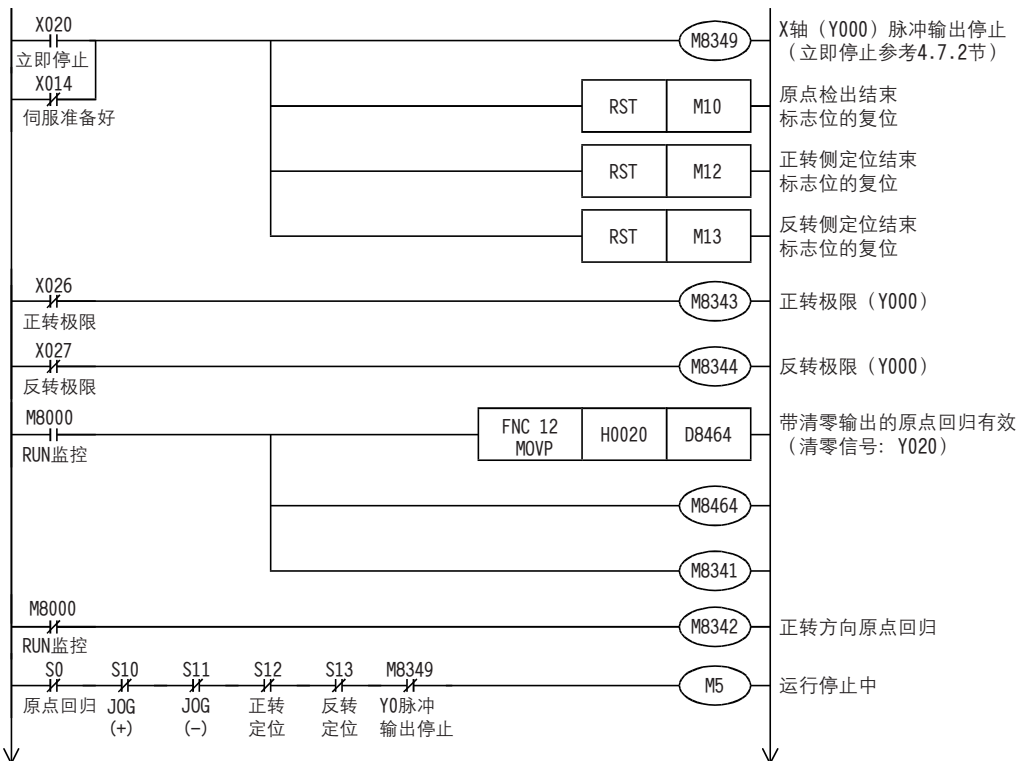 X020
立即停止
X014
伺服准备好
M8349
X轴（Y000）脉冲输出停止
（立即停止参考4.7.2节）
RST M10
原点检出结束
标志位的复位
RST M12
正转侧定位结束
标志位的复位
RST M13
反转侧定位结束
标志位的复位
X026
正转极限
M8343
正转极限（Y000）
X027
反转极限
M8344
反转极限（Y000）
M8000
RUN监控
FNC 12
MOVP
H0020 D8464
带清零输出的原点回归有效
（清零信号：Y020）
M8464
M8341
M8000
RUN监控
M8342
正转方向原点回归
S0 S10 S11 S12 S13 M8349
原点回归 JOG JOG 正转 反转 Y0脉冲
(+) (−) 定位 定位 输出停止
M5
运行停止中